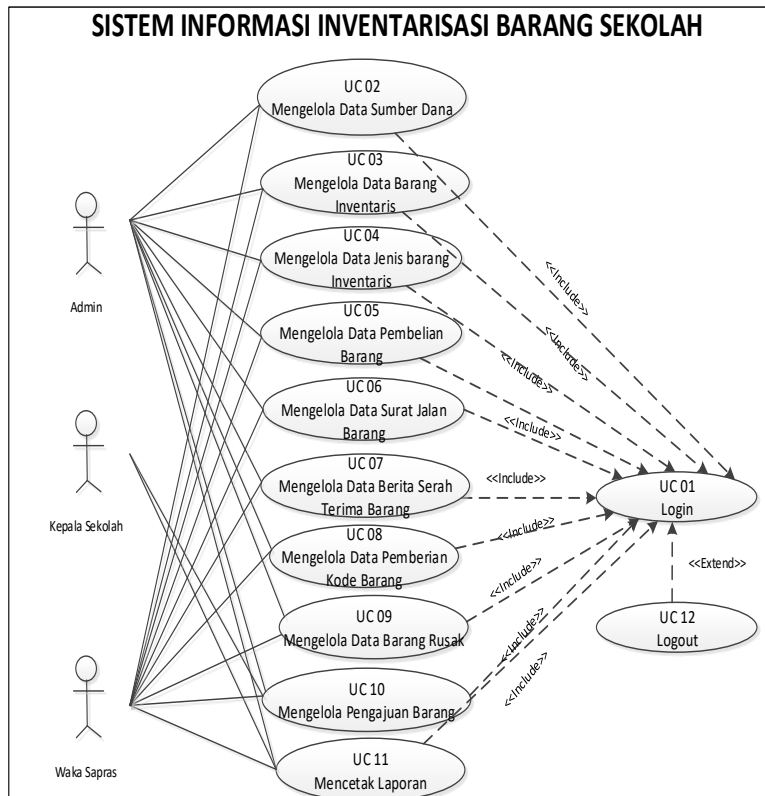 SISTEM INFORMASI INVENTARISASI BARANG SEKOLAH
UC 02
Mengelola Data Sumber Dana
UC 03
Mengelola Data Barang
Inventaris
UC 04
Mengelola Data Jenis barang
Inventaris
UC 05
Mengelola Data Pembelian
Barang
UC 06
Mengelola Data Surat Jalan
Barang
UC 07
Mengelola Data Berita Serah
Terima Barang
UC 08
Mengelola Data Pemberian
Kode Barang
UC 09
Mengelola Data Barang Rusak
UC 10
Mengelola Pengajuan Barang
UC 11
Mencetak Laporan
Admin
Kepala Sekolah
Waka Sapras
<<Include>>
<<Include>>
<<Include>>
<<Include>>
<<Include>>
<<Include>>
<<Include>>
<<Include>>
<<Include>>
<<Include>>
UC 01
Login
<<Extend>>
UC 12
Logout